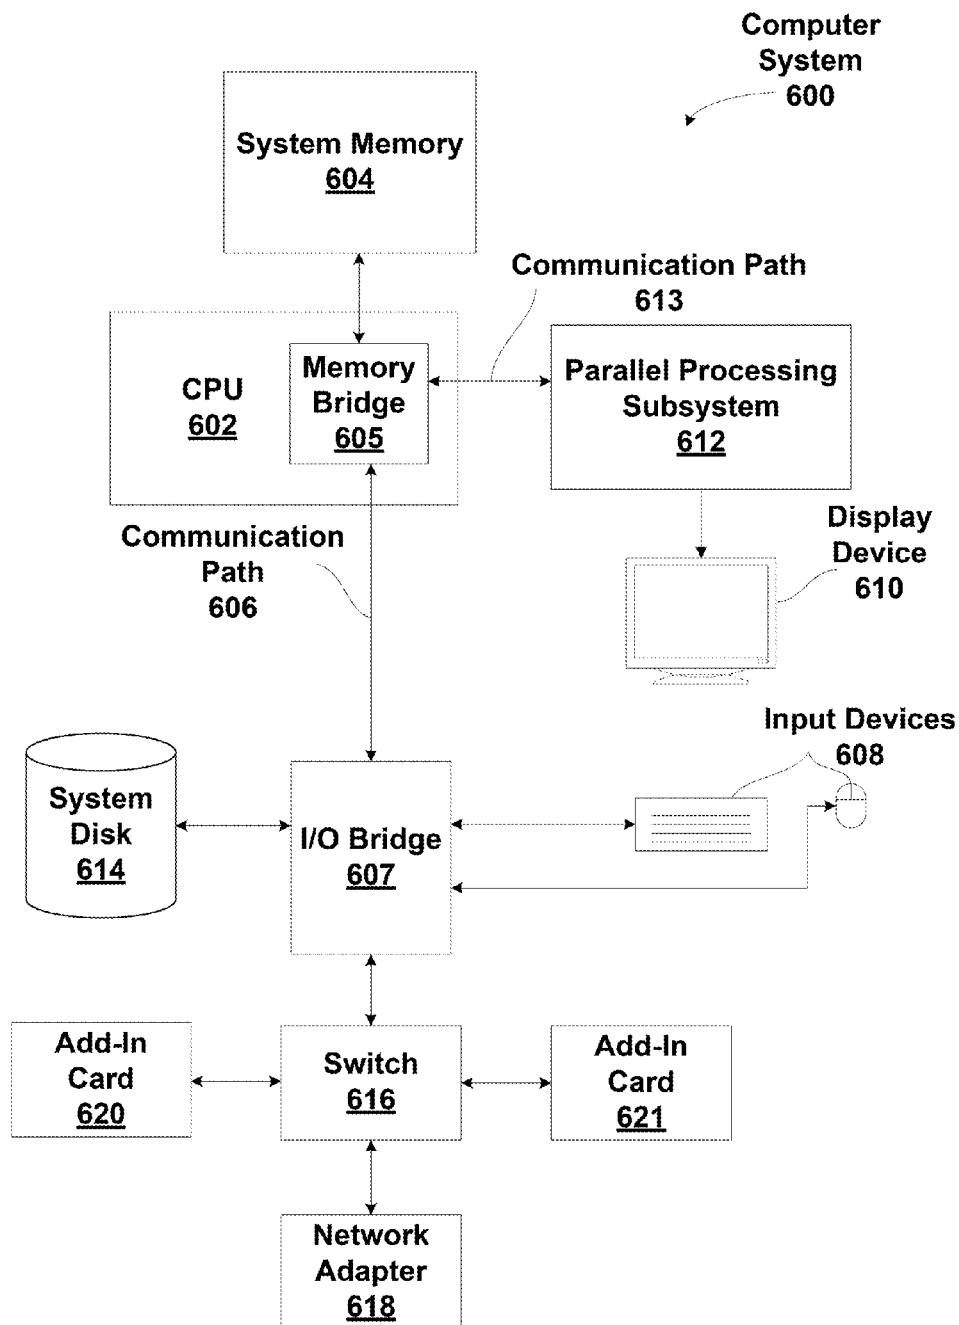 Computer
System
600
System Memory
604
Communication Path
613
CPU
602
Memory
Bridge
605
Parallel Processing
Subsystem
612
Communication
Path
606
Display
Device
610
Input Devices
608
System
Disk
614
I/O Bridge
607
Add-In
Card
620
Switch
616
Add-In
Card
621
Network
Adapter
618